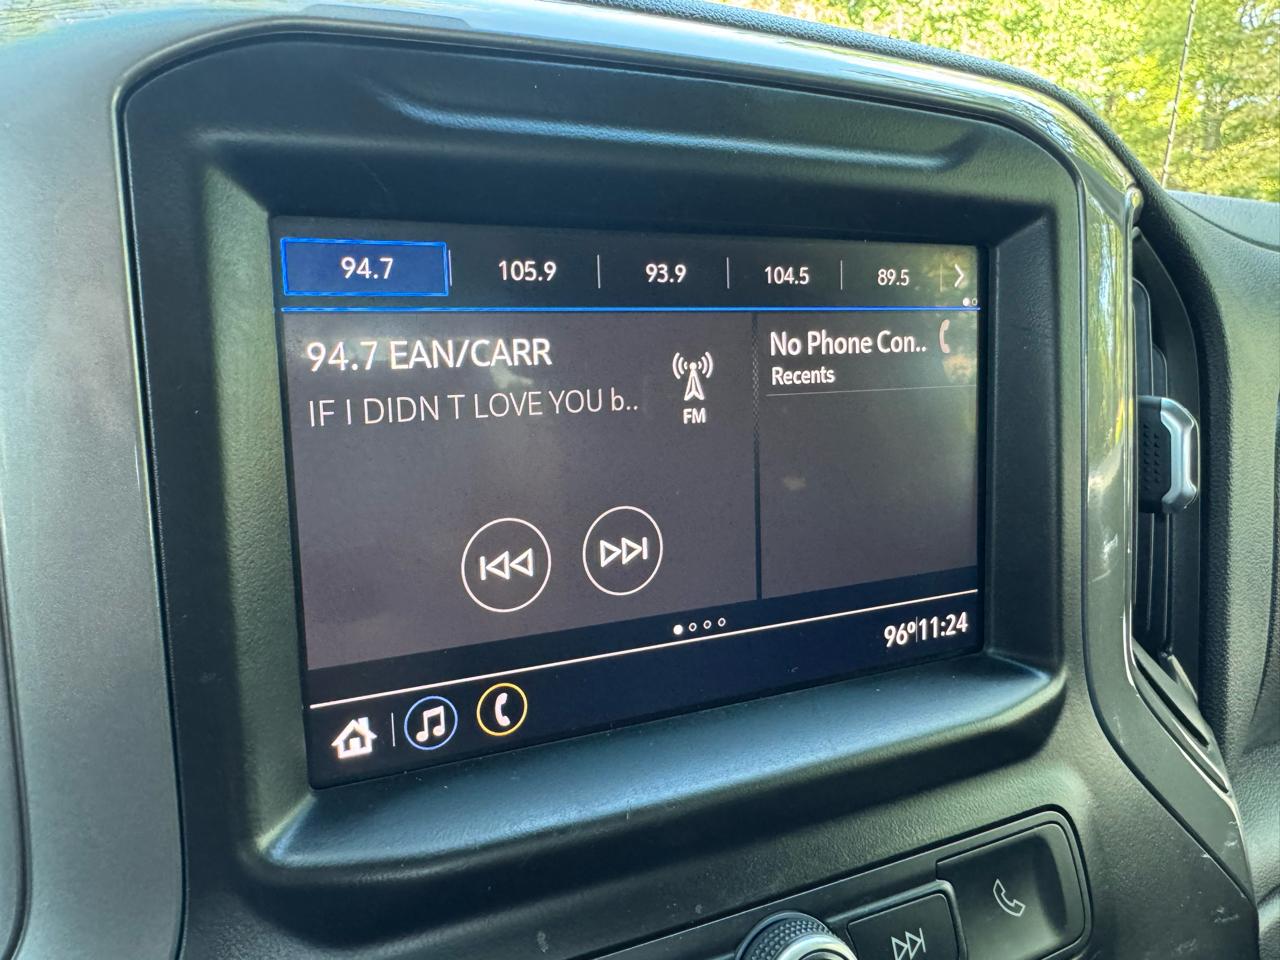 94.7 105.9 93.9 104.5 89.5
94.7 EAN/CARR
IF I DIDN T LOVE YOU b..
FM
No Phone Con..
Recents
96º 11:24